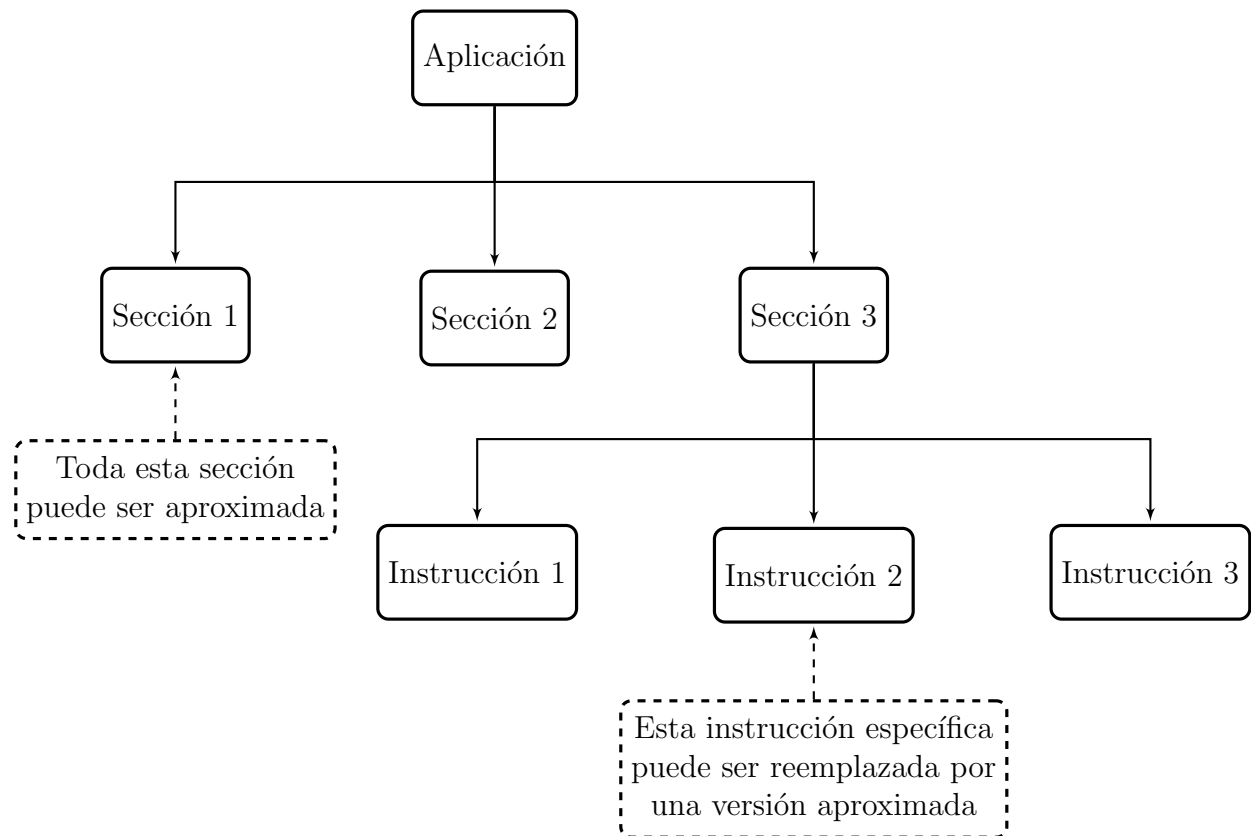 Aplicación
Sección 1
Sección 2
Sección 3
Toda esta sección
puede ser aproximada
Instrucción 1
Instrucción 2
Instrucción 3
Esta instrucción específica
puede ser reemplazada por
una versión aproximada